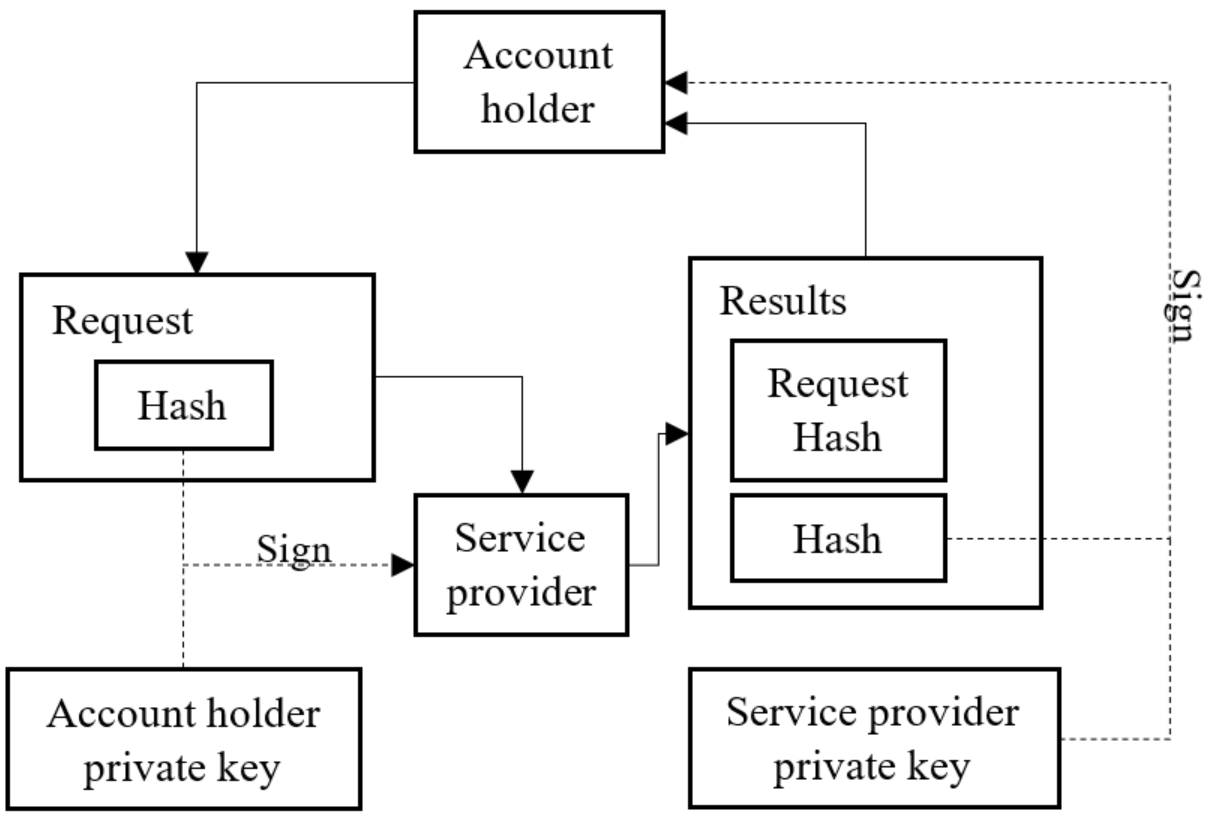 Account
holder
Request
Hash
Sign
Service
provider
Results
Request
Hash
Hash
Sign
Account holder
private key
Service provider
private key